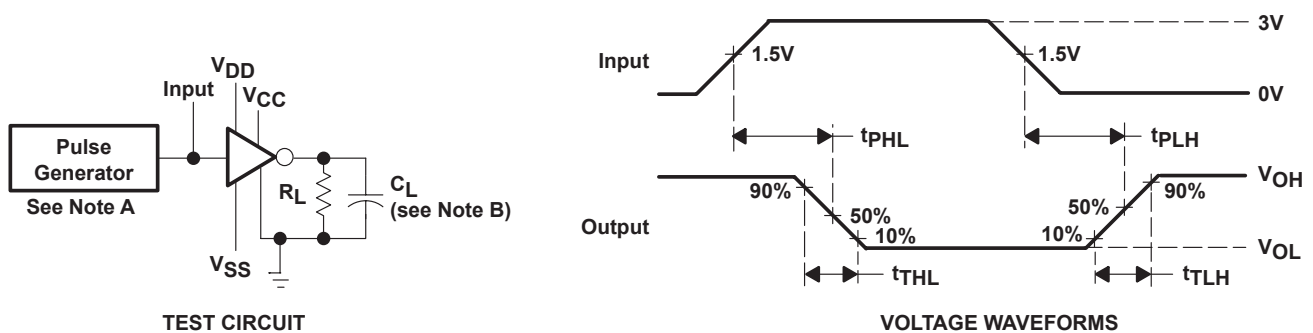 Pulse
Generator
See Note A
Input
VDD
VCC
VSS
RL
CL
(see Note B)
TEST CIRCUIT
Input
1.5V
1.5V
3V
0V
tPHL
tPLH
Output
90%
50%
10%
10%
50%
90%
VOH
VOL
tTHL
tTLH
VOLTAGE WAVEFORMS